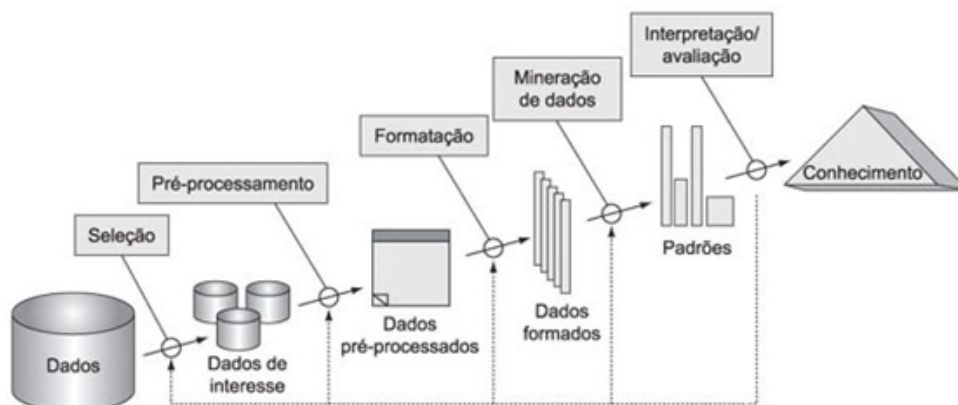 Interpretação/
avaliação
Mineração
de dados
Formatação
Pré-processamento
Seleção
Dados
Dados de
interesse
Dados
pré-processados
Dados
formados
Padrões
Conhecimento